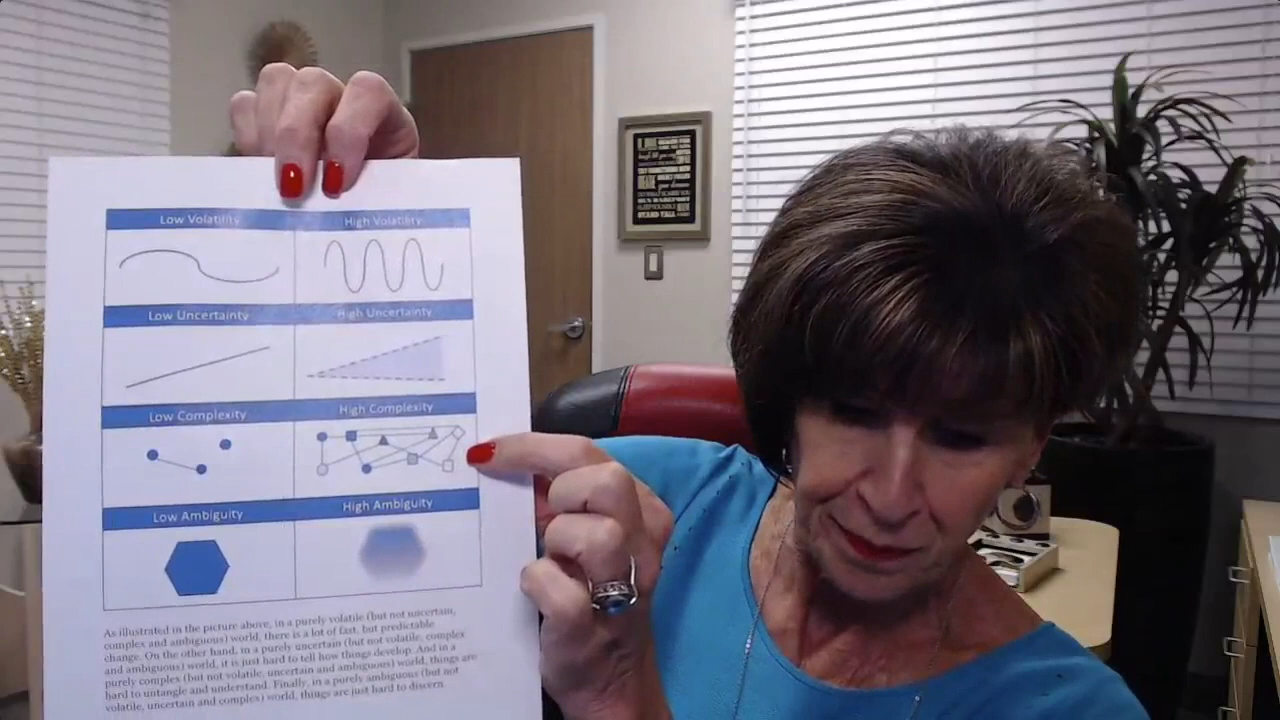 Low Volatility High Volatility
Low Uncertainty High Uncertainty
Low Complexity High Complexity
Low Ambiguity High Ambiguity
As illustrated in the picture above, in a purely volatile (but not uncertain,
complex and ambiguous) world, there is a lot of fast, but predictable
change. On the other hand, in a purely uncertain (but not volatile, complex
and ambiguous) world, it is just hard to tell how things develop. And in a
purely complex (but not volatile, uncertain and ambiguous) world, things are
hard to untangle and understand. Finally, in a purely ambiguous (but not
volatile, uncertain and complex) world, things are just hard to discern.
STAND TALL